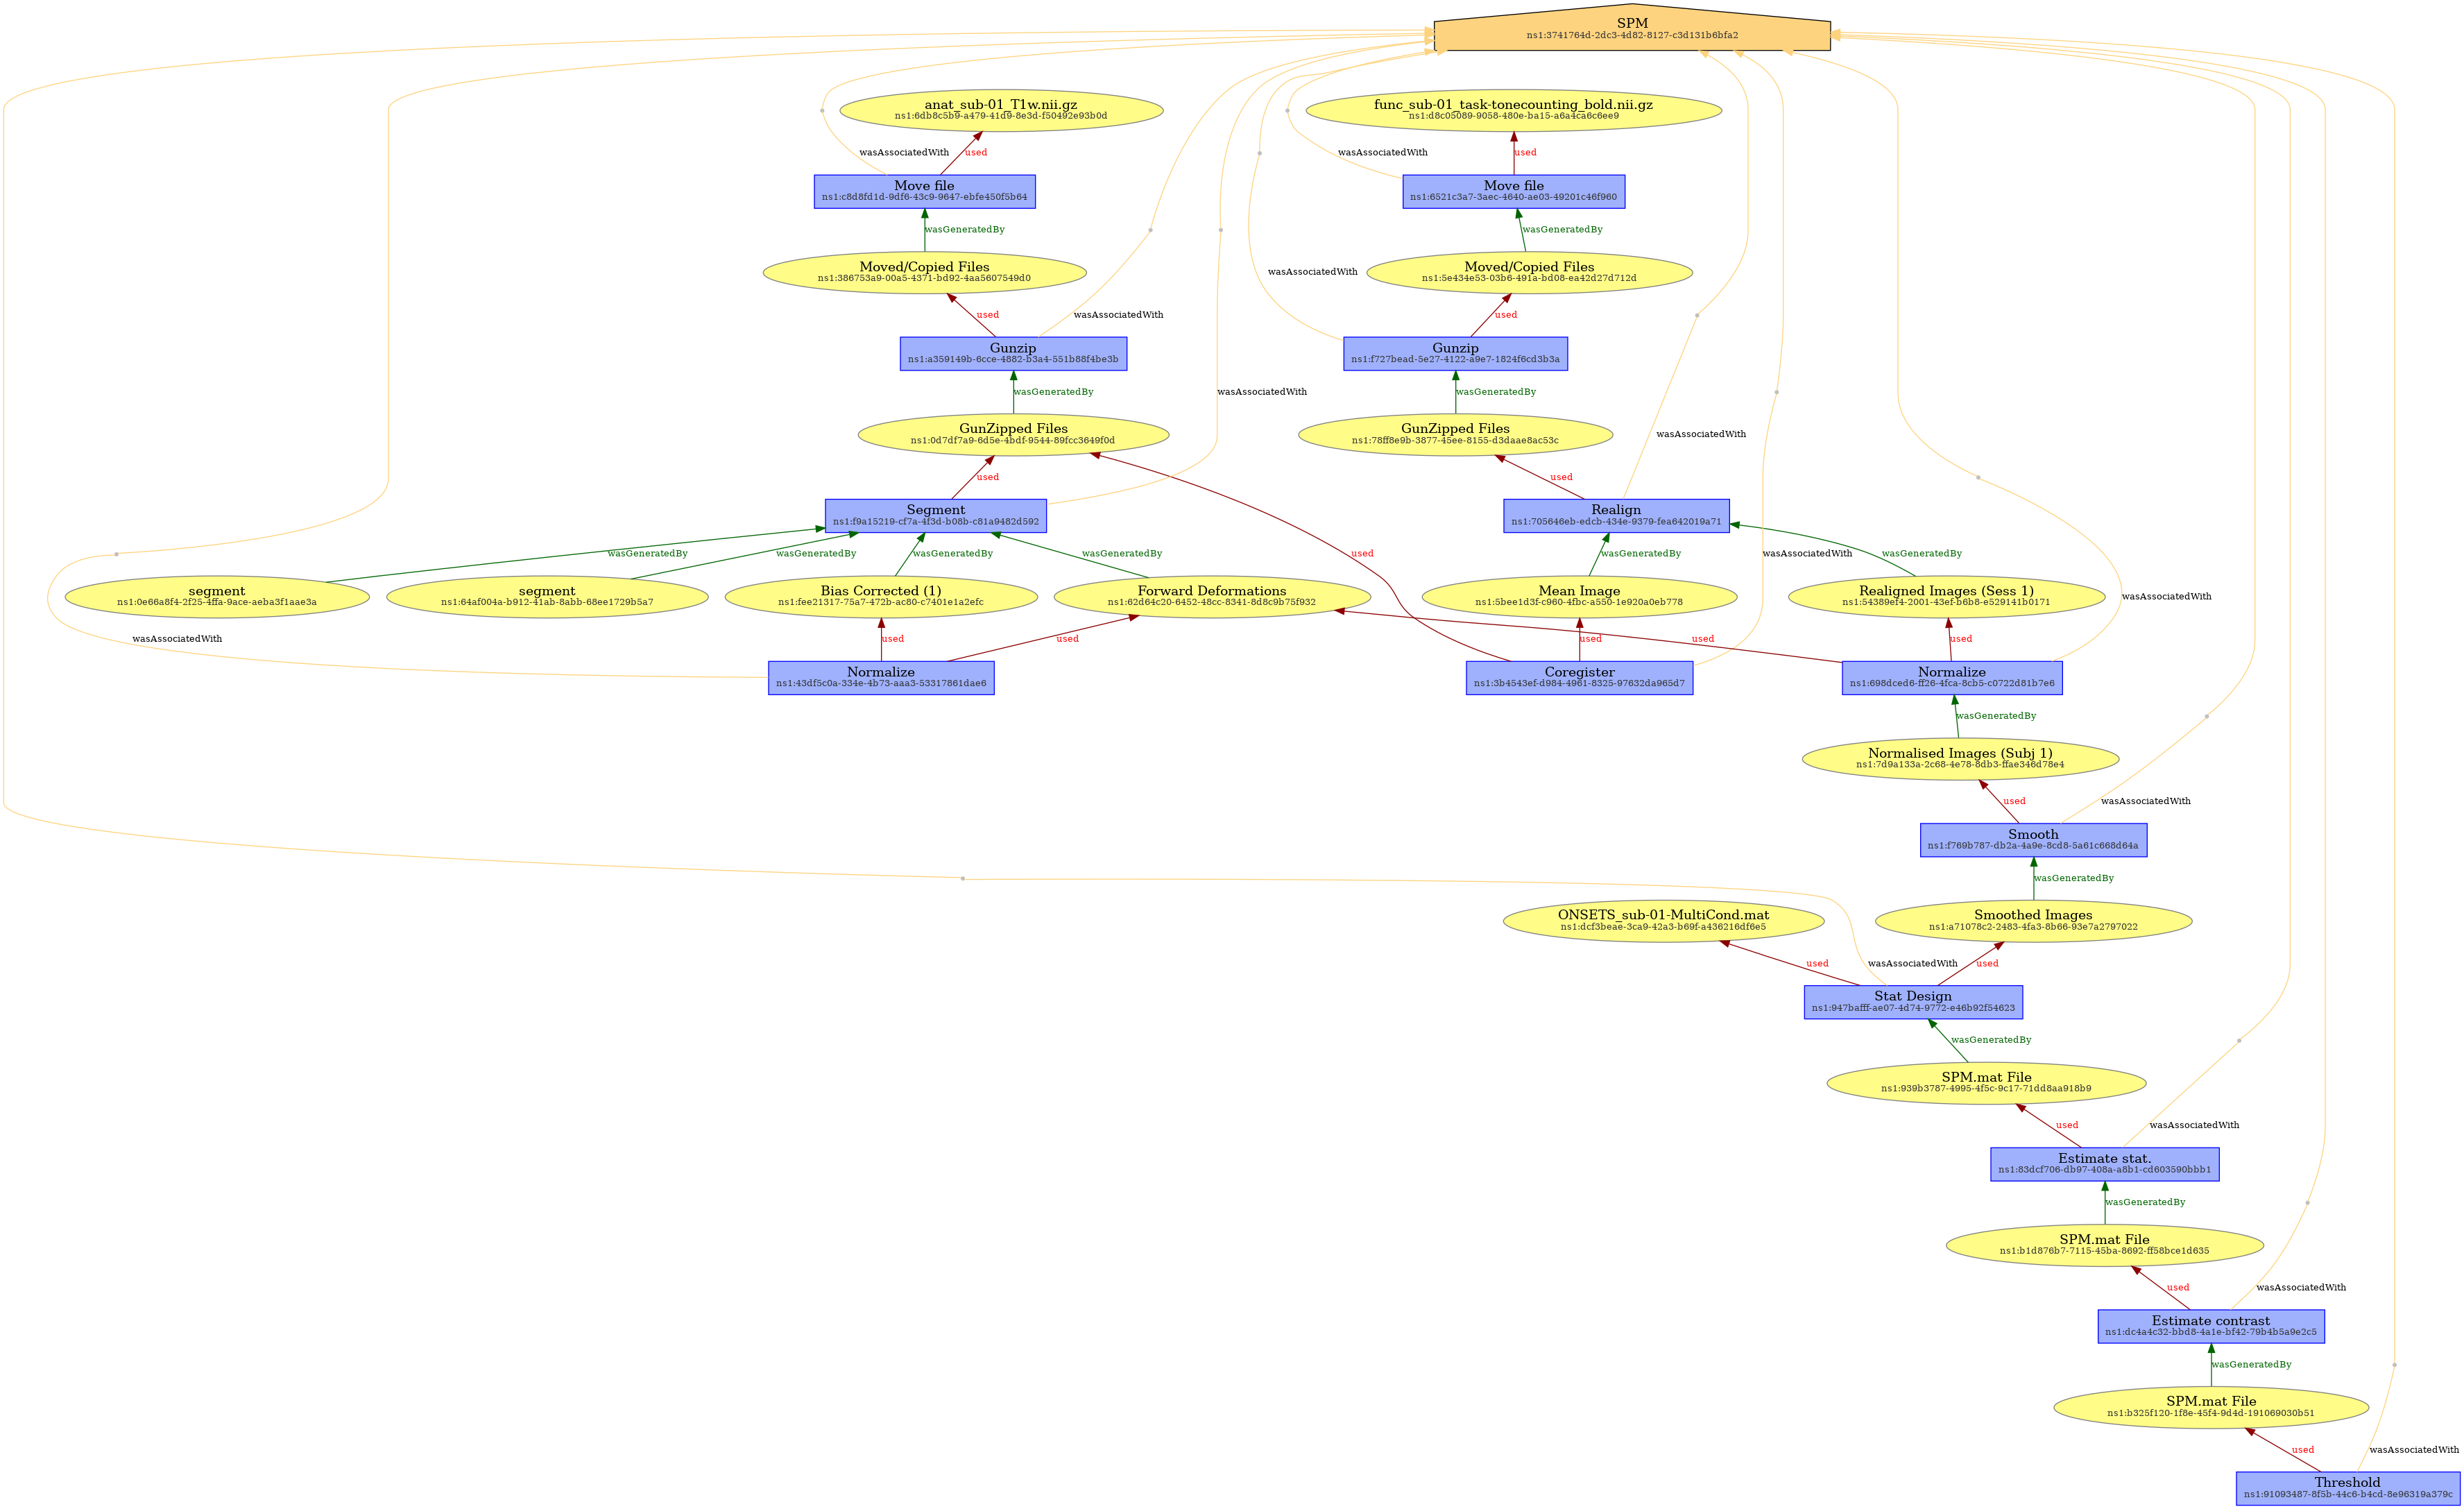 SPM
ns1:3741764d-2dc3-4d82-8127-c3d131b6bfa2
anat_sub-01_T1w.nii.gz
ns1:6db8c5b9-a479-41d9-8e3d-f50492e93b0d
func_sub-01_task-tonecounting_bold.nii.gz
ns1:d8c05089-9058-480e-ba15-a6a4ca6c6ee9
wasAssociatedWith
used
wasAssociatedWith
used
Move file
ns1:c8d8fd1d-9df6-43c9-9647-ebfe450f5b64
Move file
ns1:6521c3a7-3aec-4640-ae03-49201c46f960
wasGeneratedBy
wasGeneratedBy
Moved/Copied Files
ns1:386753a9-00a5-4371-bd92-4aa5607549d0
wasAssociatedWith
Moved/Copied Files
ns1:5e434e53-03b6-491a-bd08-ea42d27d712d
used
wasAssociatedWith
used
Gunzip
ns1:a359149b-6cce-4882-b3a4-551b88f4be3b
Gunzip
ns1:f727bead-5e27-4122-a9e7-1824f6cd3b3a
wasGeneratedBy
wasAssociatedWith
wasGeneratedBy
GunZipped Files
ns1:0d7df7a9-6d5e-4bdf-9544-89fcc3649f0d
GunZipped Files
ns1:78ff8e9b-3877-45ee-8155-d3daae8ac53c
wasAssociatedWith
used
used
Segment
ns1:f9a15219-cf7a-4f3d-b08b-c81a9482d592
Realign
ns1:705646eb-edcb-434e-9379-fea642019a71
wasGeneratedBy
wasGeneratedBy
wasGeneratedBy
wasGeneratedBy
used
wasGeneratedBy
wasAssociatedWith
wasGeneratedBy
segment
ns1:0e66a8f4-2f25-4ffa-9ace-aeba3f1aae3a
segment
ns1:64af004a-b912-41ab-8abb-68ee1729b5a7
Bias Corrected (1)
ns1:fee21317-75a7-472b-ac80-c7401e1a2efc
Forward Deformations
ns1:62d64c20-6452-48cc-8341-8d8c9b75f932
Mean Image
ns1:5bee1d3f-c960-4fbc-a550-1e920a0eb778
Realigned Images (Sess 1)
ns1:54389ef4-2001-43ef-b6b8-e529141b0171
wasAssociatedWith
wasAssociatedWith
used
used
used
used
used
Normalize
ns1:43df5c0a-334e-4b73-aaa3-53317861dae6
Coregister
ns1:3b4543ef-d984-4961-8325-97632da965d7
Normalize
ns1:698dced6-ff26-4fca-8cb5-c0722d81b7e6
wasGeneratedBy
Normalised Images (Subj 1)
ns1:7d9a133a-2c68-4e78-8db3-ffae346d78e4
used
wasAssociatedWith
Smooth
ns1:f769b787-db2a-4a9e-8cd8-5a61c668d64a
wasGeneratedBy
ONSETS_sub-01-MultiCond.mat
ns1:dcf3beae-3ca9-42a3-b69f-a436216df6e5
Smoothed Images
ns1:a71078c2-2483-4fa3-8b66-93e7a2797022
used
wasAssociatedWith
used
Stat Design
ns1:947bafff-ae07-4d74-9772-e46b92f54623
wasGeneratedBy
SPM.mat File
ns1:939b3787-4995-4f5c-9c17-71dd8aa918b9
used
wasAssociatedWith
Estimate stat.
ns1:83dcf706-db97-408a-a8b1-cd603590bbb1
wasGeneratedBy
SPM.mat File
ns1:b1d876b7-7115-45ba-8692-ff58bce1d635
used
wasAssociatedWith
Estimate contrast
ns1:dc4a4c32-bbd8-4a1e-bf42-79b4b5a9e2c5
wasGeneratedBy
SPM.mat File
ns1:b325f120-1f8e-45f4-9d4d-191069030b51
used
wasAssociatedWith
Threshold
ns1:91093487-8f5b-44c6-b4cd-8e96319a379c